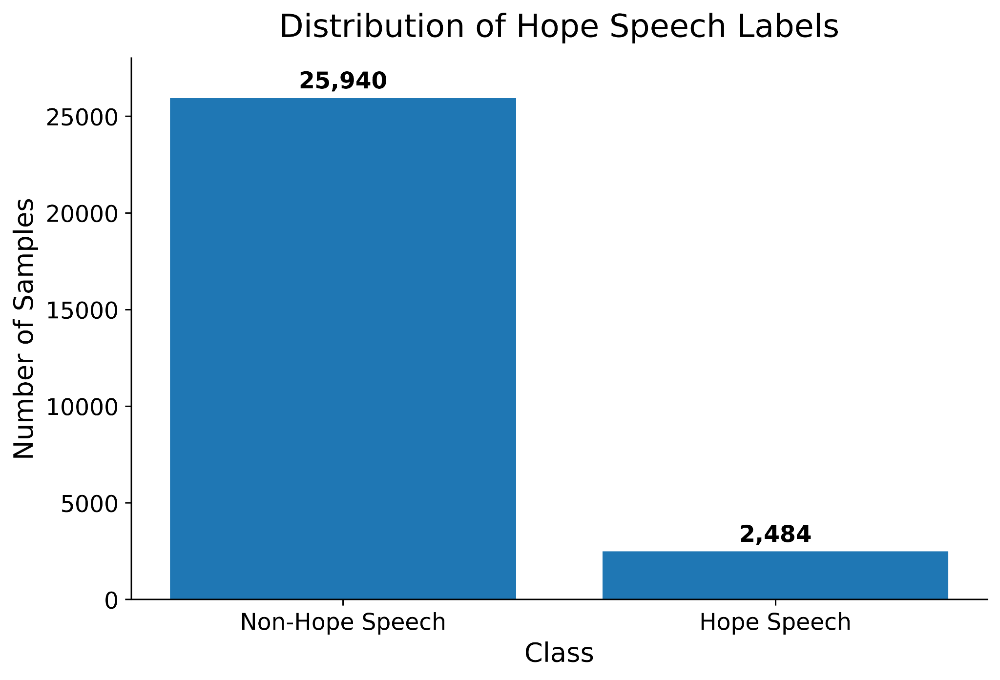 Distribution of Hope Speech Labels
Number of Samples
25000
20000
15000
10000
5000
0
25,940
2,484
Non-Hope Speech
Hope Speech
Class